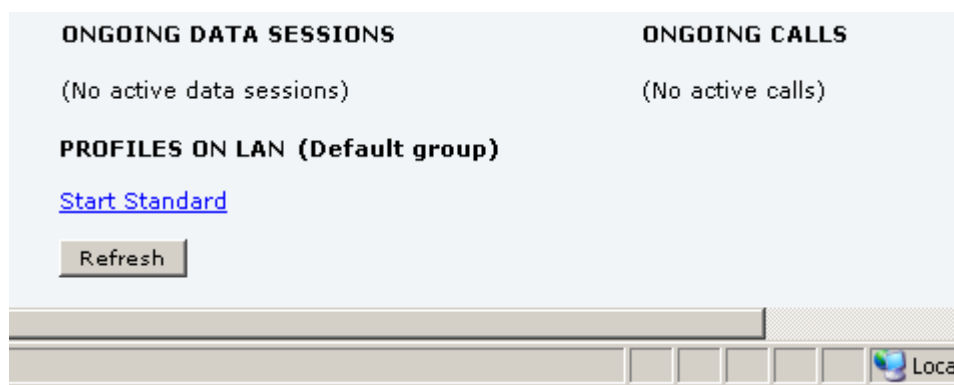 ONGOING DATA SESSIONS
ONGOING CALLS
(No active data sessions)
(No active calls)
PROFILES ON LAN (Default group)
Start Standard
Refresh
Loca